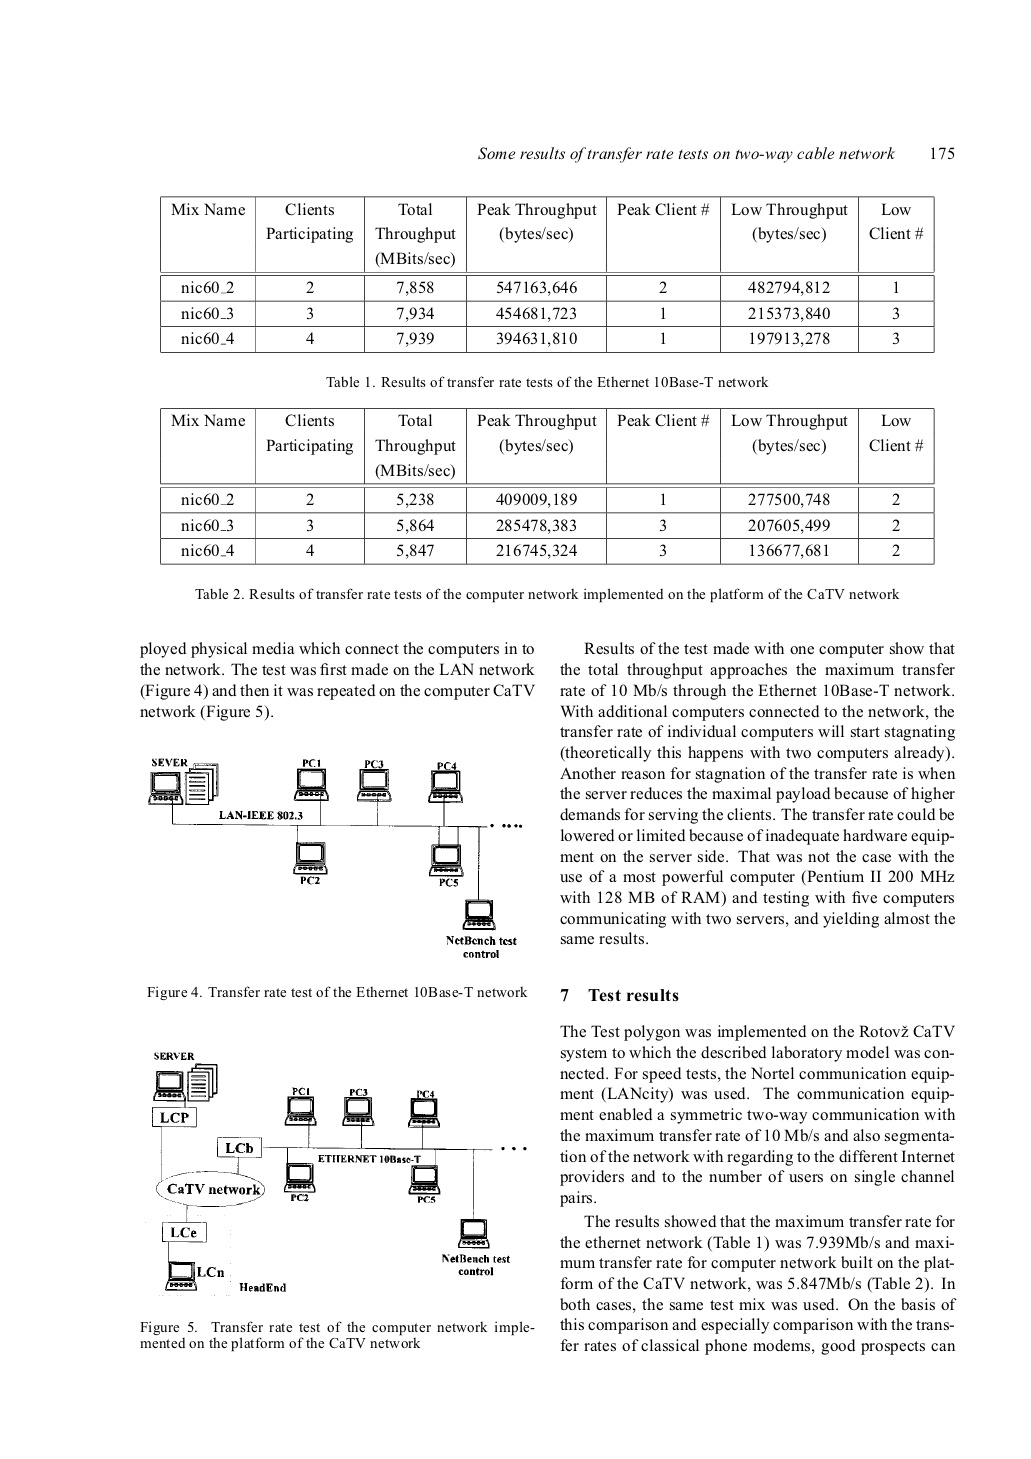 Some results of transfer rate tests on two-way cable network 175
Mix Name Clients Total Peak Throughput Peak Client # Low Throughput Low
Participating Throughput (bytes/sec) (bytes/sec) Client #
(MBits/sec)
nic60_2 2 7,858 547163,646 2 482794,812 1
nic60_3 3 7,934 454681,723 1 215373,840 3
nic60_4 4 7,939 394631,810 1 197913,278 3
Table 1. Results of transfer rate tests of the Ethernet 10Base-T network
Mix Name Clients Total Peak Throughput Peak Client # Low Throughput Low
Participating Throughput (bytes/sec) (bytes/sec) Client #
(MBits/sec)
nic60_2 2 5,238 409009,189 1 277500,748 2
nic60_3 3 5,864 285478,383 3 207605,499 2
nic60_4 4 5,847 216745,324 3 136677,681 2
Table 2. Results of transfer rate tests of the computer network implemented on the platform of the CaTV network
ployed physical media which connect the computers in to
the network. The test was first made on the LAN network
(Figure 4) and then it was repeated on the computer CaTV
network (Figure 5).
SEVER PC1 PC3 PC4
LAN-IEEE 802.3
PC2 PC5
NetBench test
control
Figure 4. Transfer rate test of the Ethernet 10Base-T network
SERVER
PC1 PC3 PC4
LCP
LCb
ETHERNET 10Base-T
CaTV network
PC2 PC5
LCe
NetBench test
control
LCn
HeadEnd
Figure 5. Transfer rate test of the computer network imple-
mented on the platform of the CaTV network
Results of the test made with one computer show that
the total throughput approaches the maximum transfer
rate of 10 Mb/s through the Ethernet 10Base-T network.
With additional computers connected to the network, the
transfer rate of individual computers will start stagnating
(theoretically this happens with two computers already).
Another reason for stagnation of the transfer rate is when
the server reduces the maximal payload because of higher
demands for serving the clients. The transfer rate could be
lowered or limited because of inadequate hardware equip-
ment on the server side. That was not the case with the
use of a most powerful computer (Pentium II 200 MHz
with 128 MB of RAM) and testing with five computers
communicating with two servers, and yielding almost the
same results.
7 Test results
The Test polygon was implemented on the Rotovž CaTV
system to which the described laboratory model was con-
nected. For speed tests, the Nortel communication equip-
ment (LANcity) was used. The communication equip-
ment enabled a symmetric two-way communication with
the maximum transfer rate of 10 Mb/s and also segmenta-
tion of the network with regarding to the different Internet
providers and to the number of users on single channel
pairs.
The results showed that the maximum transfer rate for
the ethernet network (Table 1) was 7.939Mb/s and maxi-
mum transfer rate for computer network built on the plat-
form of the CaTV network, was 5.847Mb/s (Table 2). In
both cases, the same test mix was used. On the basis of
this comparison and especially comparison with the trans-
fer rates of classical phone modems, good prospects can